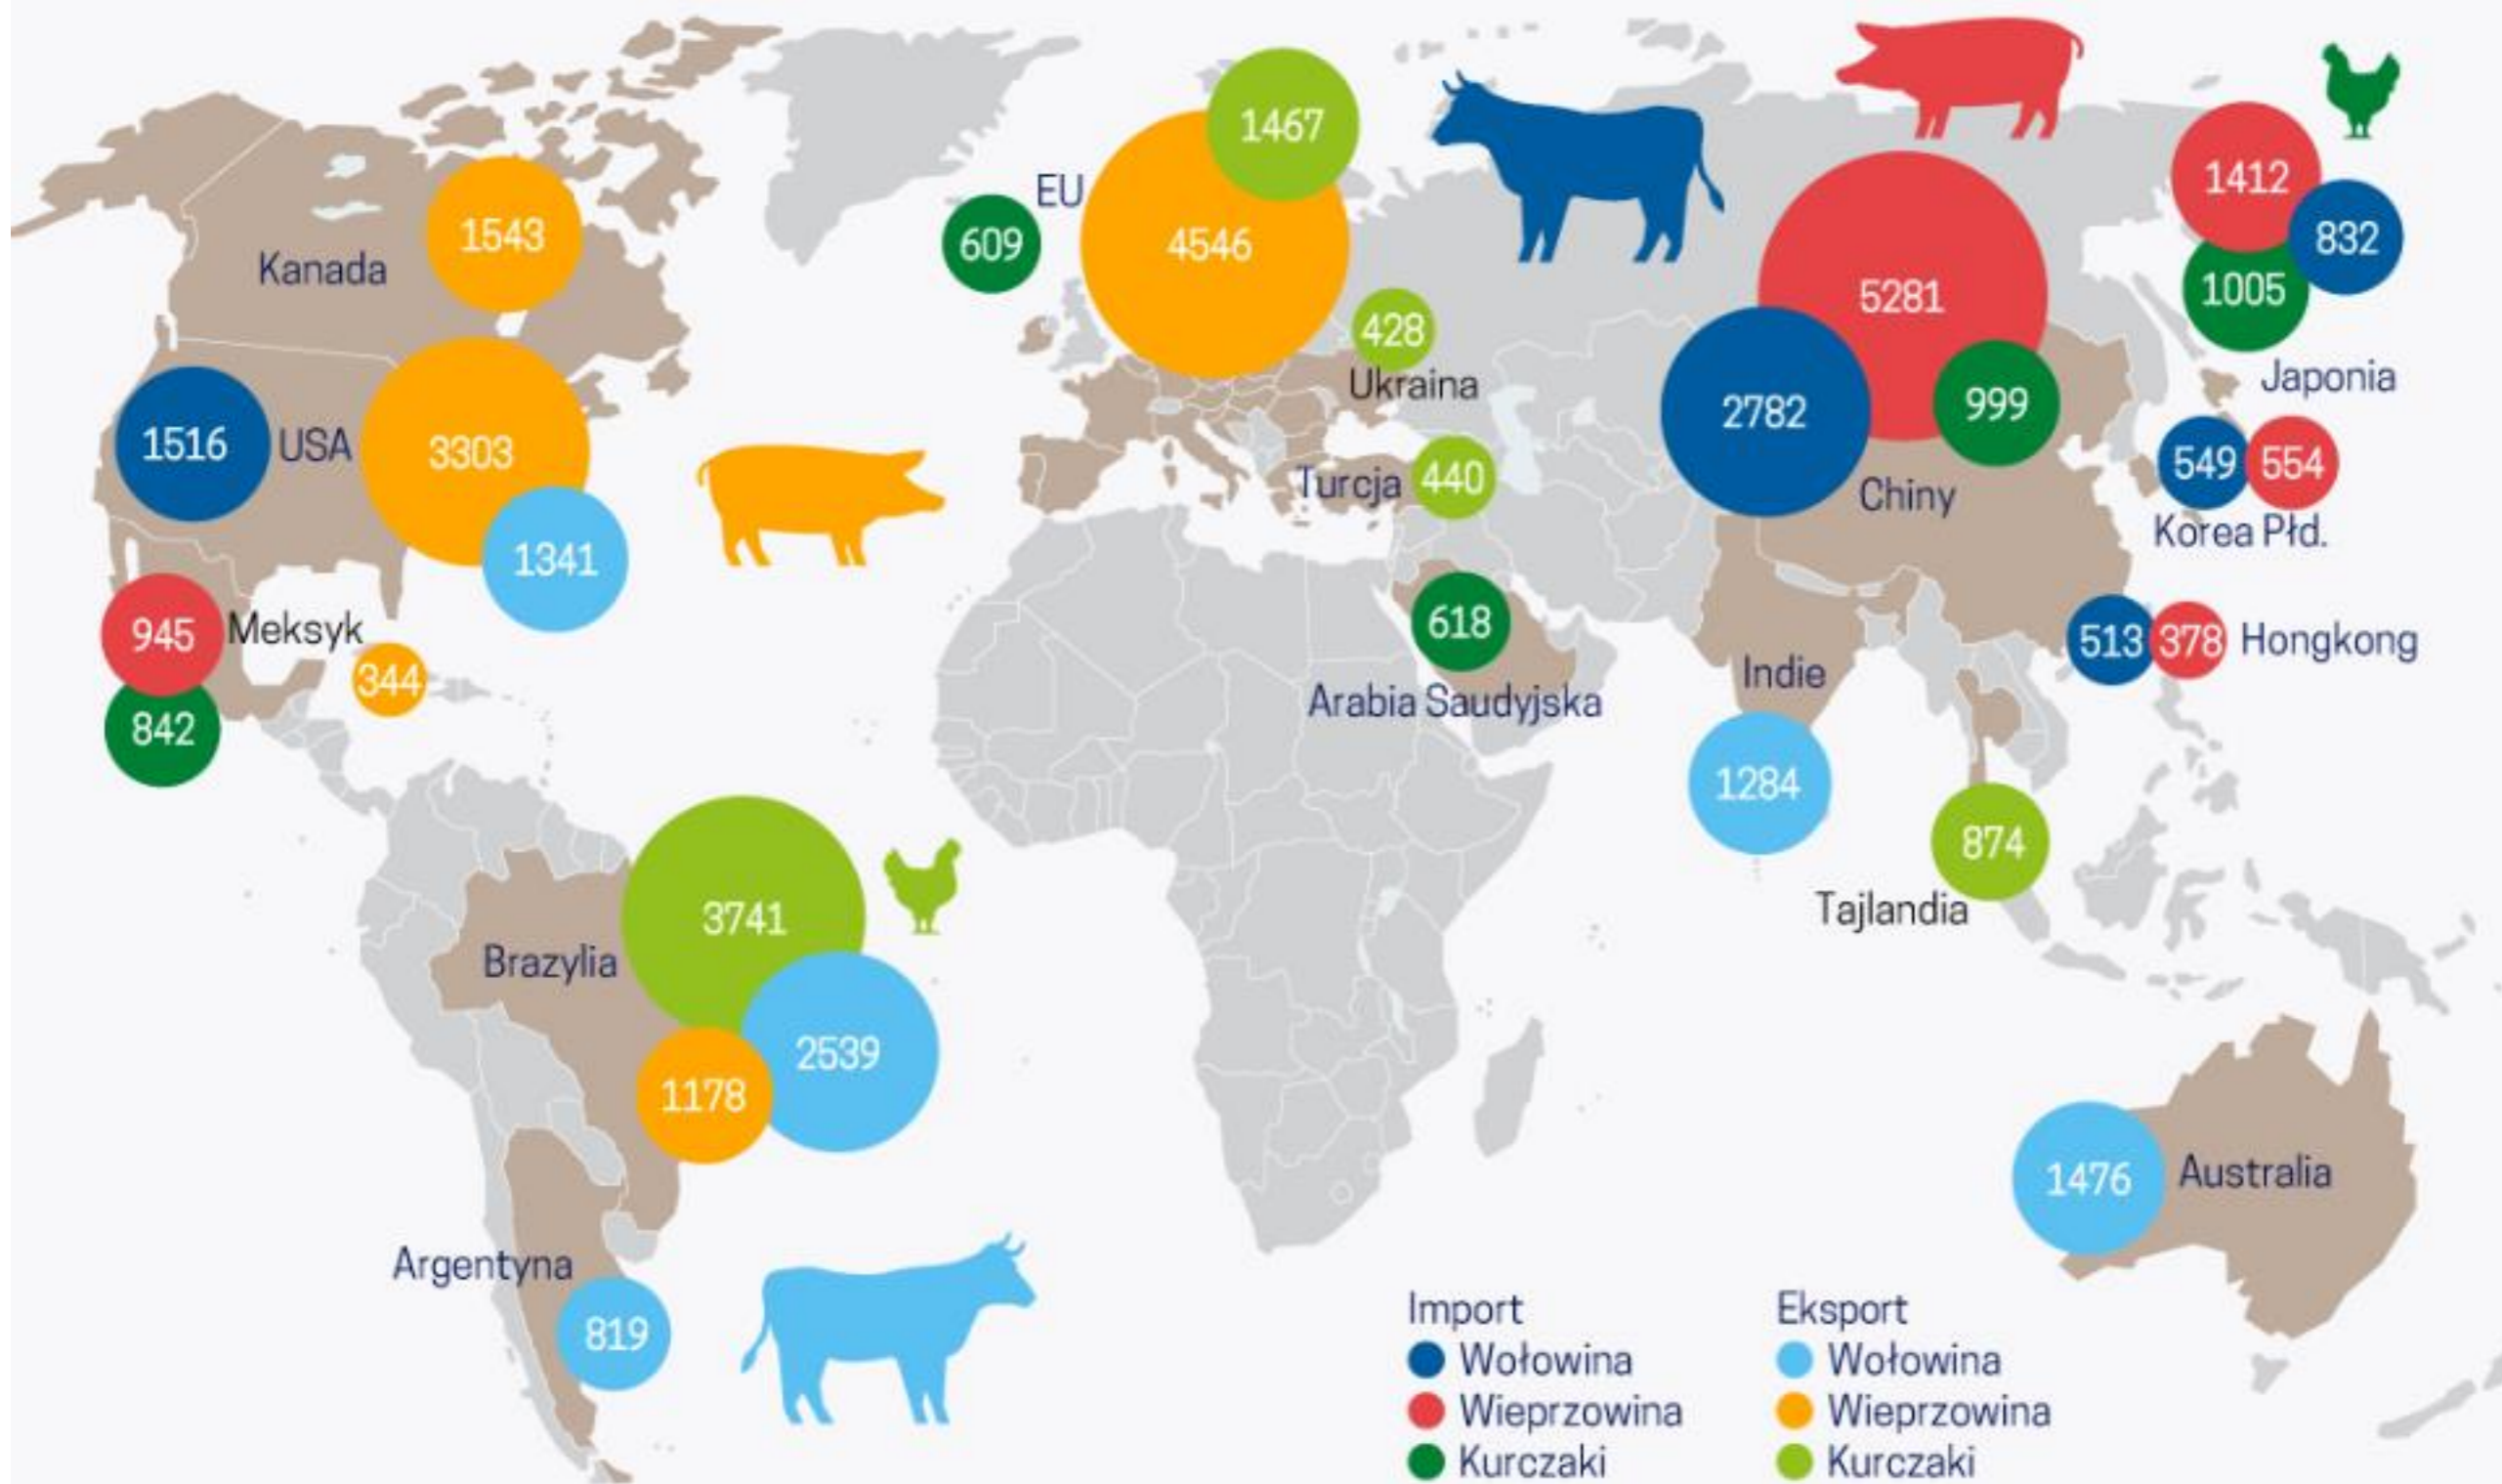 1467
EU
1412
1543
609
4546
832
Kanada
5281
1005
428
Ukraina
Japonia
1516
USA
3303
2782
999
Turcja
440
Chiny
549
554
Korea Płd.
1341
945
Meksyk
344
842
618
Arabia Saudyjska
Indie
513
378
Hongkong
1284
874
Tajlandia
3741
Brazylia
2539
1178
1476
Australia
Argentyna
819
Import
Wołowina
Wieprzowina
Kurczaki
Eksport
Wołowina
Wieprzowina
Kurczaki